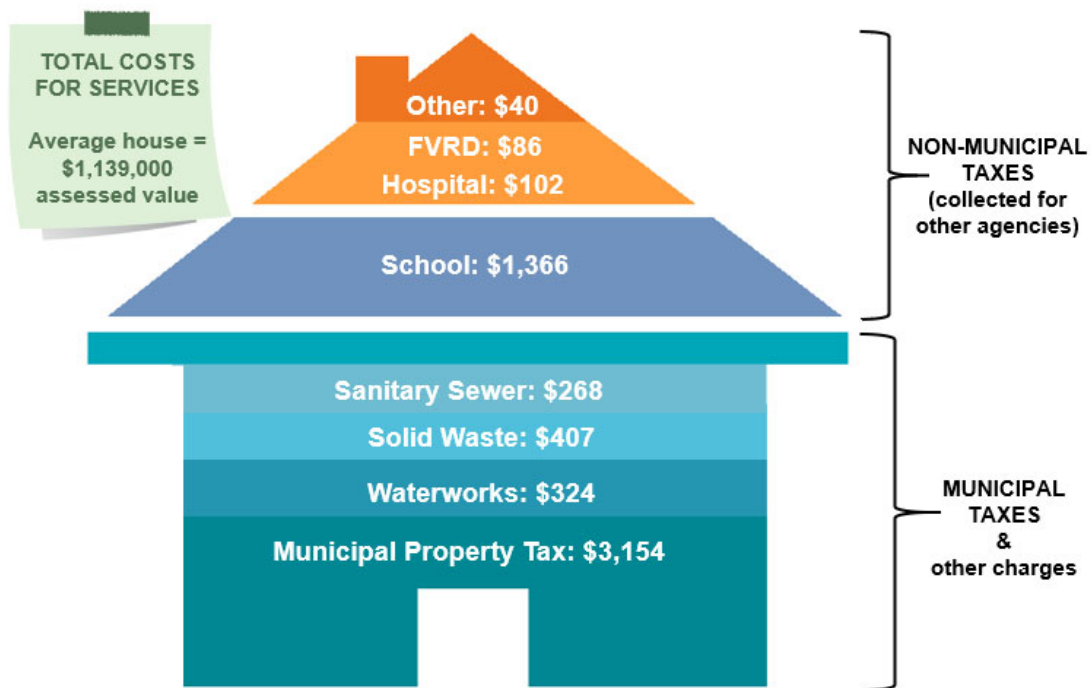 TOTAL COSTS
FOR SERVICES
Average house =
$1,139,000
assessed value
Other: $40
FVRD: $86
Hospital: $102
School: $1,366
NON-MUNICIPAL
TAXES
(collected for
other agencies)
Sanitary Sewer: $268
Solid Waste: $407
Waterworks: $324
Municipal Property Tax: $3,154
MUNICIPAL
TAXES
&
other charges